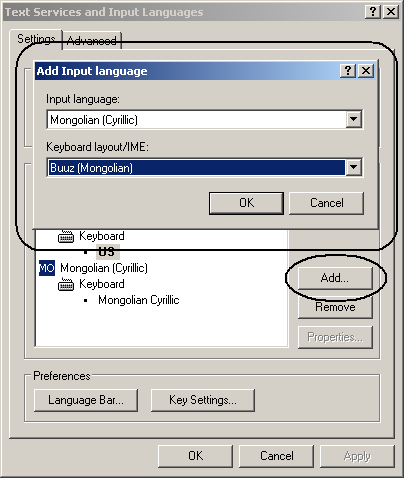 Text Services and Input Languages
Settings Advanced
Add Input language
Input language:
Mongolian (Cyrillic)
Keyboard layout/IME:
Buuz (Mongolian)
OK Cancel
Keyboard
• US
MO Mongolian (Cyrillic)
Keyboard
• Mongolian Cyrillic
Add...
Remove
Properties...
Preferences
Language Bar... Key Settings...
OK Cancel Apply